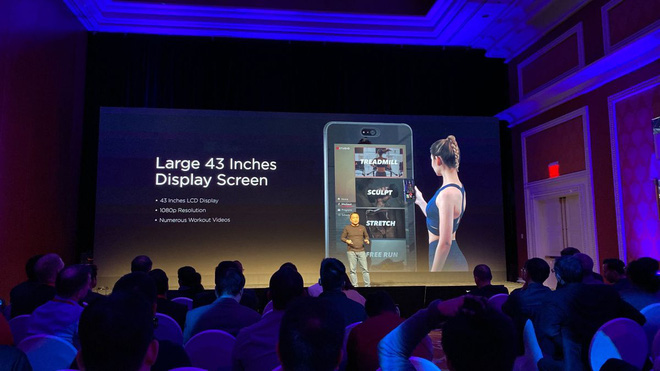 Large 43 Inches
Display Screen
• 43 Inches LCD Display
• 1080p Resolution
• Numerous Workout Videos
TREADMILL
SCULPT
STRETCH
FREE RUN